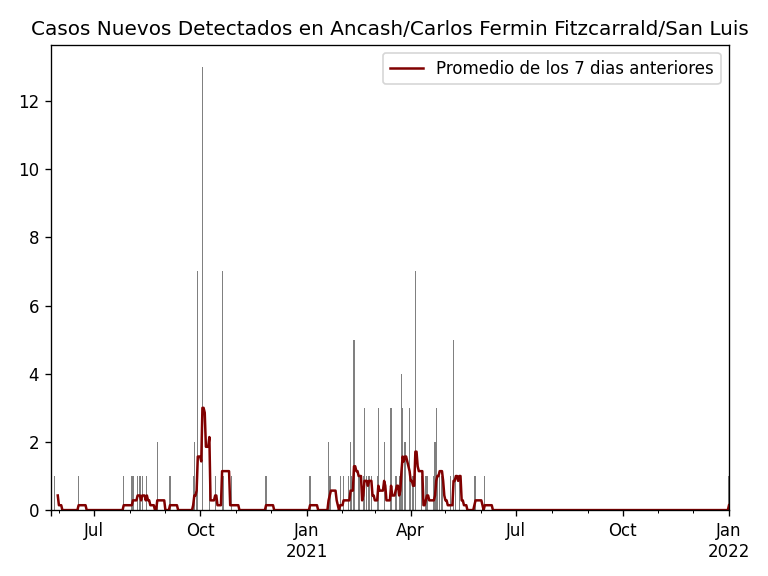 Casos Nuevos Detectados en Ancash/Carlos Fermin Fitzcarrald/San Luis
Promedio de los 7 dias anteriores
12
10
8
6
4
2
0
Jul Oct Jan Apr Jul Oct Jan
2021 2022